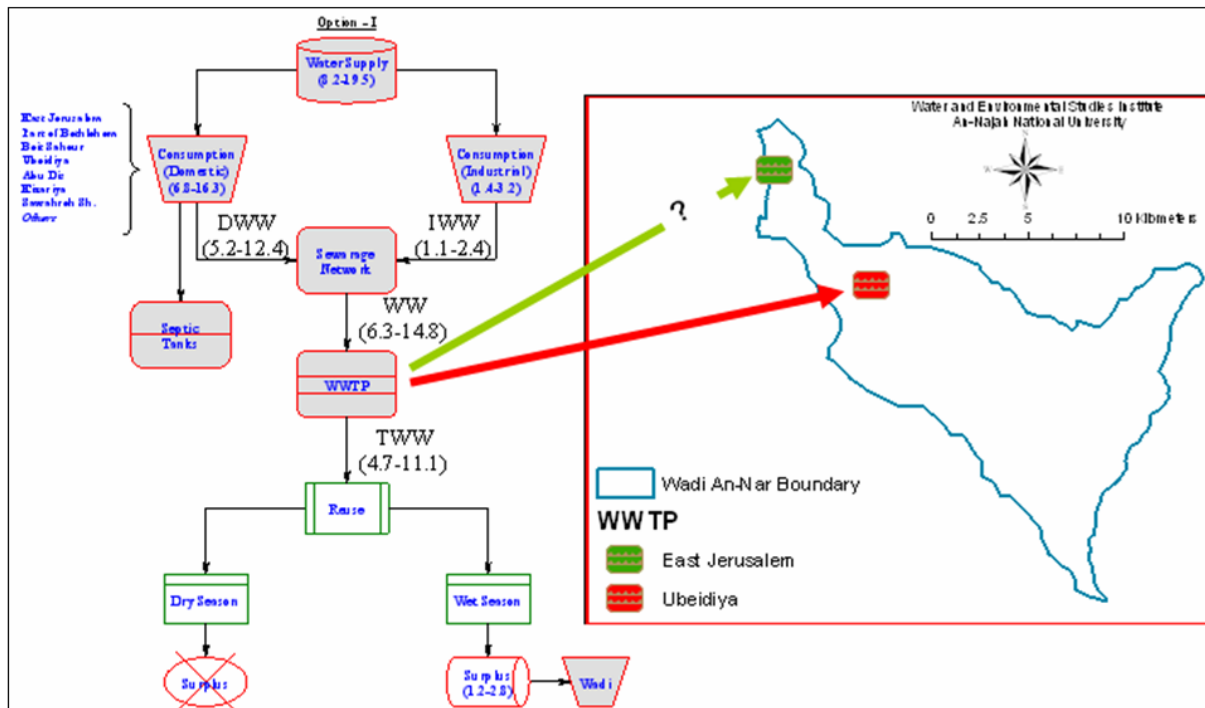 Option -I
Water Supply
(8.2-19.5)
East Jerusalem
Part of Bethlehem
Beit Sahour
Ubeidiya
Abu Dis
Sawahreh Sh.
Others
Consumption
(Domestic)
(6.8-16.3)
Consumption
(Industrial)
(1.4-3.2)
DWW
(5.2-12.4)
IWW
(1.1-2.4)
Sewarage
Network
Septic
Tanks
WW
(6.3-14.8)
WWTP
TWW
(4.7-11.1)
Reuse
Dry Season
Wet Season
Surplus
Surplus
(1.2-2.8)
Wadi
?
Water and Environmental Studies Institute
An-Najah National University
N
W
E
S
0 2.5 5 10 Kilometers
Wadi An-Nar Boundary
WWTP
East Jerusalem
Ubeidiya